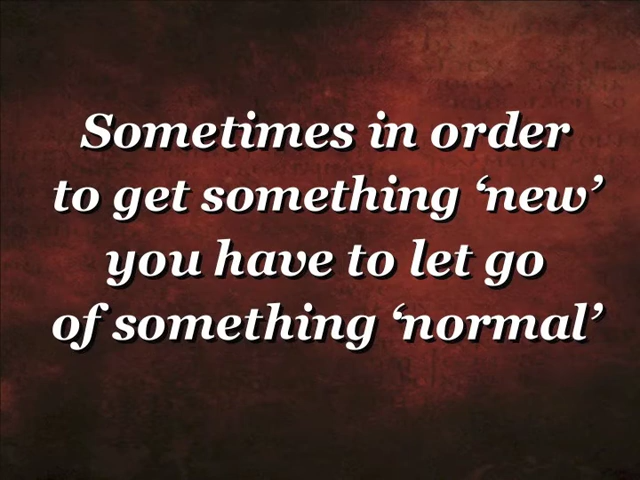 Sometimes in order
to get something ‘new’
you have to let go
of something ‘normal’